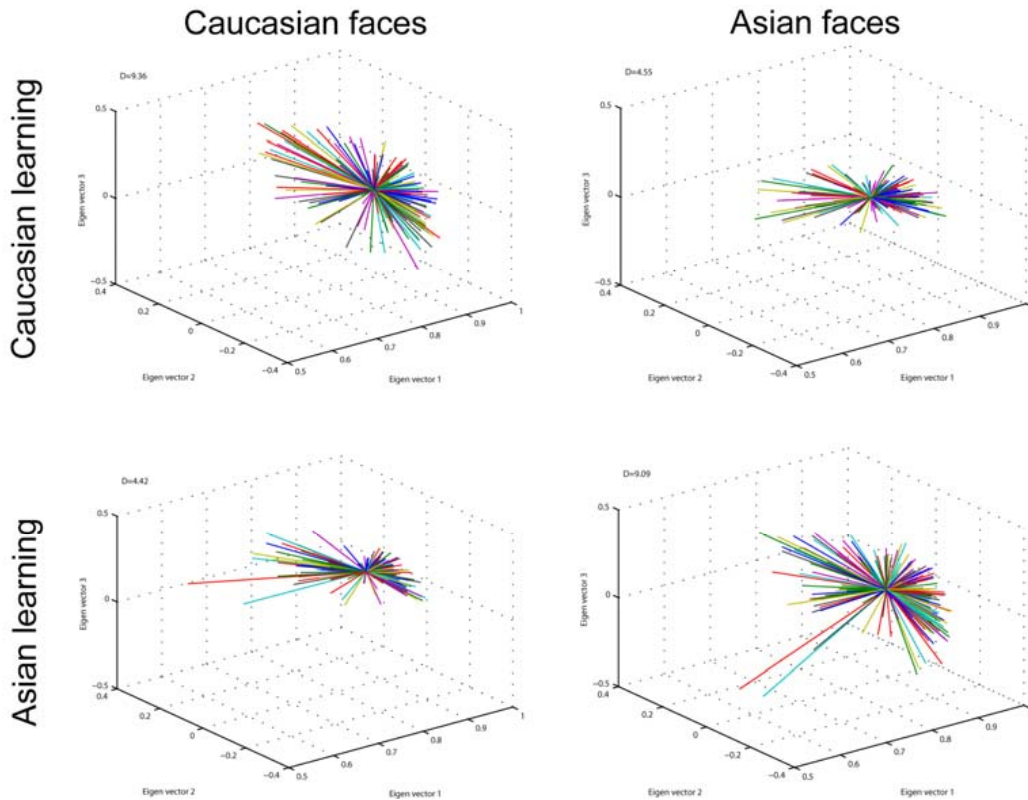 Caucasian faces
Asian faces
Caucasian learning
D=9.36
0.5
0
−0.5
Eigen vector 3
0.4
0.2
0
−0.2
−0.4
Eigen vector 2
0.5
0.6
0.7
0.8
0.9
1
Eigen vector 1
D=4.55
0.5
0
−0.5
Eigen vector 3
0.4
0.2
0
−0.2
−0.4
Eigen vector 2
0.5
0.6
0.7
0.8
0.9
Eigen vector 1
Asian learning
D=4.42
0.5
0
−0.5
Eigen vector 3
0.4
0.2
0
−0.2
−0.4
Eigen vector 2
0.5
0.6
0.7
0.8
0.9
1
Eigen vector 1
D=9.09
0.5
0
−0.5
Eigen vector 3
0.4
0.2
0
−0.2
−0.4
Eigen vector 2
0.5
0.6
0.7
0.8
0.9
Eigen vector 1